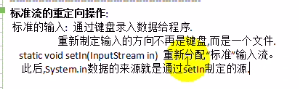 标准流的重定向操作:
标准的输入: 通过键盘录入数据给程序.
重新制定输入的方向不再是键盘,而是一个文件.
static void setIn(InputStream in) 重新分配“标准”输入流。
此后,System.in数据的来源就是通过setIn制定的源.